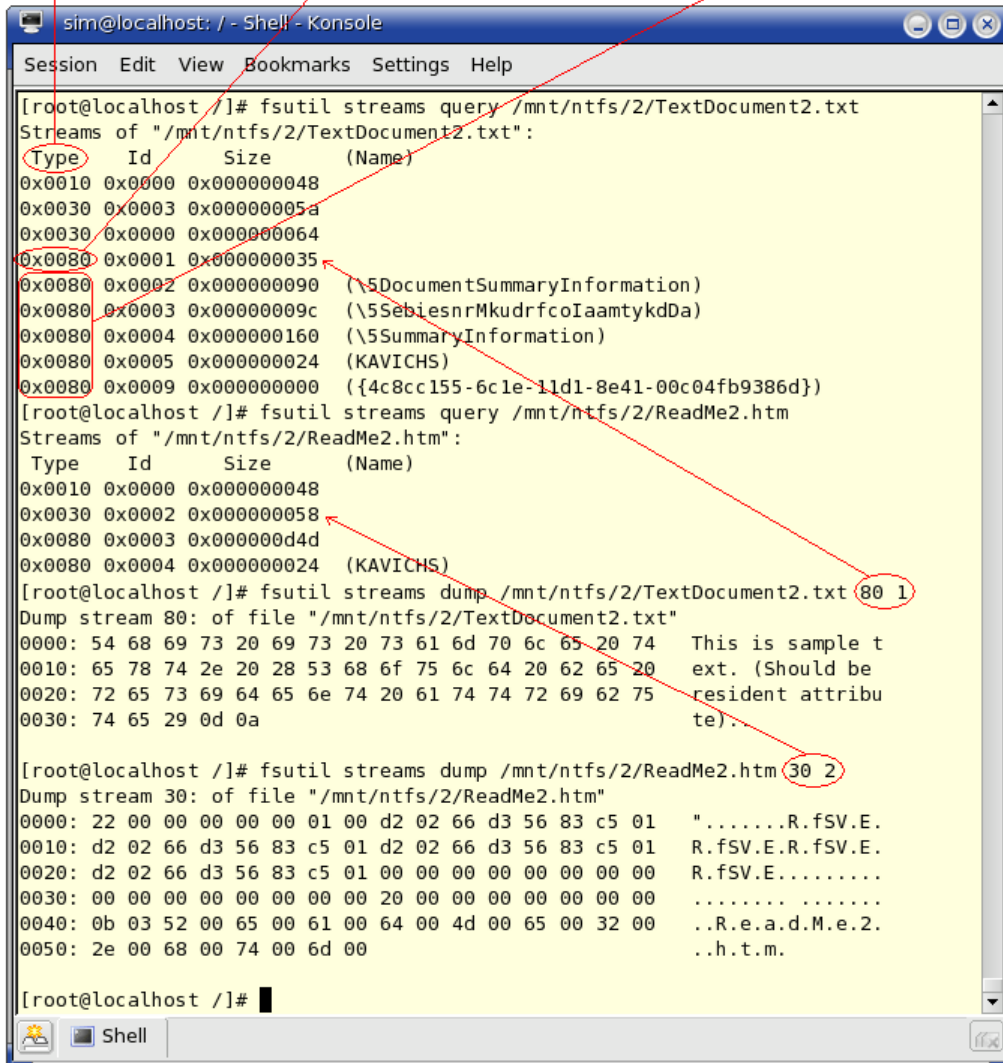 sim@localhost: / - Shell - Konsole
Session Edit View Bookmarks Settings Help
[root@localhost /]# fsutil streams query /mnt/ntfs/2/TextDocument2.txt
Streams of "/mnt/ntfs/2/TextDocument2.txt":
Type Id Size (Name)
0x0010 0x0000 0x000000048
0x0030 0x0003 0x00000005a
0x0030 0x0000 0x000000064
0x0080 0x0001 0x000000035
0x0080 0x0002 0x000000090 (\5DocumentSummaryInformation)
0x0080 0x0003 0x00000009c (\5SebiesnrMkudrfcoIaamtykdDa)
0x0080 0x0004 0x000000160 (\5SummaryInformation)
0x0080 0x0005 0x000000024 (KAVICHS)
0x0080 0x0009 0x000000000 ({4c8cc155-6c1e-11d1-8e41-00c04fb9386d})
[root@localhost /]# fsutil streams query /mnt/ntfs/2/ReadMe2.htm
Streams of "/mnt/ntfs/2/ReadMe2.htm":
Type Id Size (Name)
0x0010 0x0000 0x000000048
0x0030 0x0002 0x000000058
0x0080 0x0003 0x000000d4d
0x0080 0x0004 0x000000024 (KAVICHS)
[root@localhost /]# fsutil streams dump /mnt/ntfs/2/TextDocument2.txt 80 1
Dump stream 80: of file "/mnt/ntfs/2/TextDocument2.txt"
0000: 54 68 69 73 20 69 73 20 73 61 6d 70 6c 65 20 74 This is sample t
0010: 65 78 74 2e 20 28 53 68 6f 75 6c 64 20 62 65 20 ext. (Should be
0020: 72 65 73 69 64 65 6e 74 20 61 74 74 72 69 62 75 resident attribu
0030: 74 65 29 0d 0a te)..
[root@localhost /]# fsutil streams dump /mnt/ntfs/2/ReadMe2.htm 30 2
Dump stream 30: of file "/mnt/ntfs/2/ReadMe2.htm"
0000: 22 00 00 00 00 00 01 00 d2 02 66 d3 56 83 c5 01 ".......R.fSV.E.
0010: d2 02 66 d3 56 83 c5 01 d2 02 66 d3 56 83 c5 01 R.fSV.E.R.fSV.E.
0020: d2 02 66 d3 56 83 c5 01 00 00 00 00 00 00 00 00 R.fSV.E.........
0030: 00 00 00 00 00 00 00 00 20 00 00 00 00 00 00 00 ........ .......
0040: 0b 03 52 00 65 00 61 00 64 00 4d 00 65 00 32 00 ..R.e.a.d.M.e.2.
0050: 2e 00 68 00 74 00 6d 00 ..h.t.m.
[root@localhost /]#
Shell